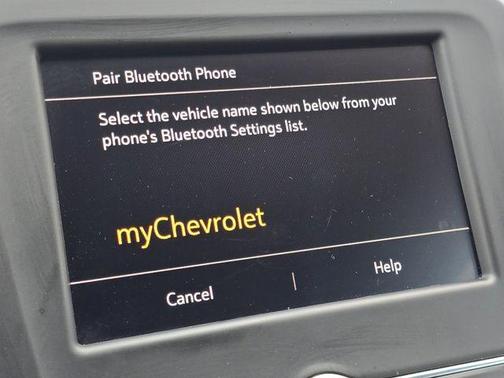 Pair Bluetooth Phone
Select the vehicle name shown below from your
phone's Bluetooth Settings list.
myChevrolet
Cancel | Help